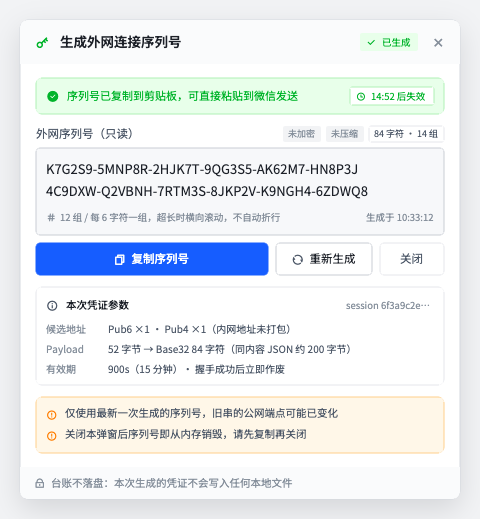 生成外网连接序列号
已生成
序列号已复制到剪贴板，可直接粘贴到微信发送
14:52 后失效
外网序列号（只读）
未加密
未压缩
84 字符 · 14 组
K7G2S9-5MNP8R-2HJK7T-9QG3S5-AK62M7-HN8P3J
4C9DXW-Q2VBNH-7RTM3S-8JKP2V-K9NGH4-6ZDWQ8
12 组 / 每 6 字符一组，超长时横向滚动，不自动折行
生成于 10:33:12
复制序列号
重新生成
关闭
本次凭证参数
session 6f3a9c2e…
候选地址 Pub6 ×1 · Pub4 ×1（内网地址未打包）
Payload 52 字节 → Base32 84 字符（同内容 JSON 约 200 字节）
有效期 900s（15 分钟） · 握手成功后立即作废
仅使用最新一次生成的序列号，旧串的公网端点可能已变化
关闭本弹窗后序列号即从内存销毁，请先复制再关闭
台账不落盘：本次生成的凭证不会写入任何本地文件